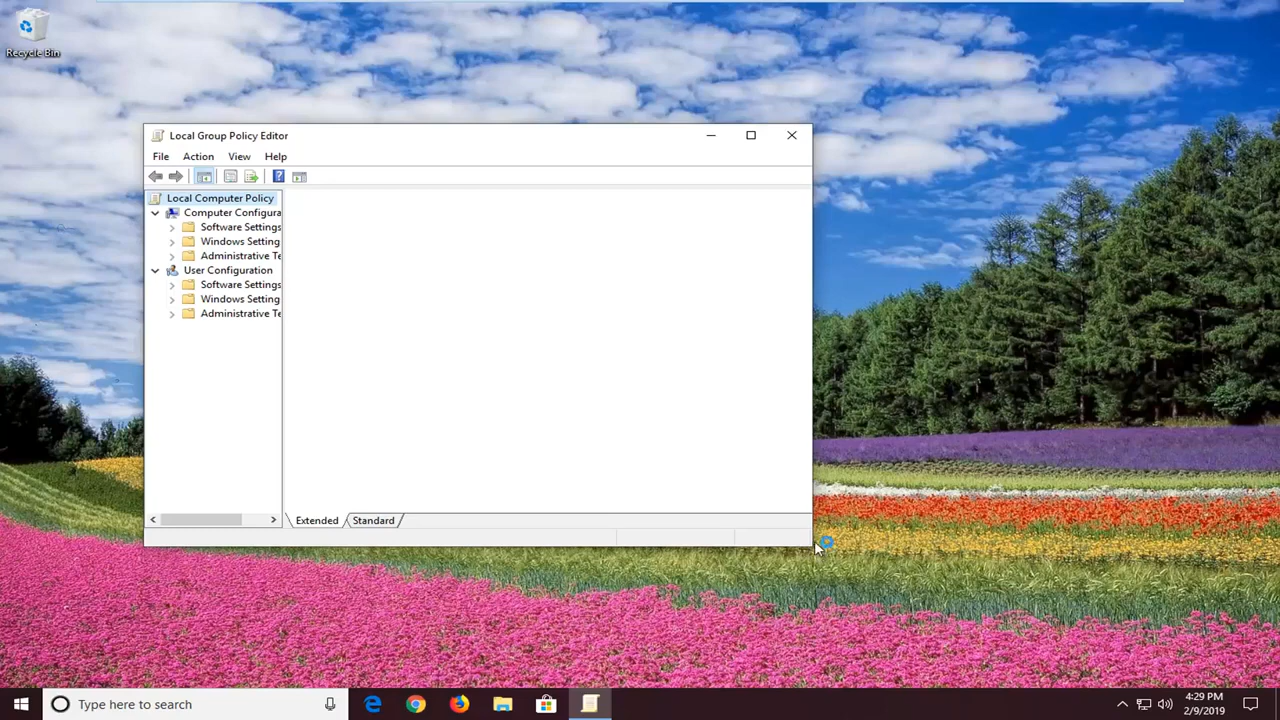 Recycle Bin
Local Group Policy Editor
File Action View Help
Local Computer Policy
Computer Configura
Software Settings
Windows Setting
Administrative Te
User Configuration
Software Settings
Windows Setting
Administrative Te
Extended Standard
Type here to search
4:29 PM
2/9/2019